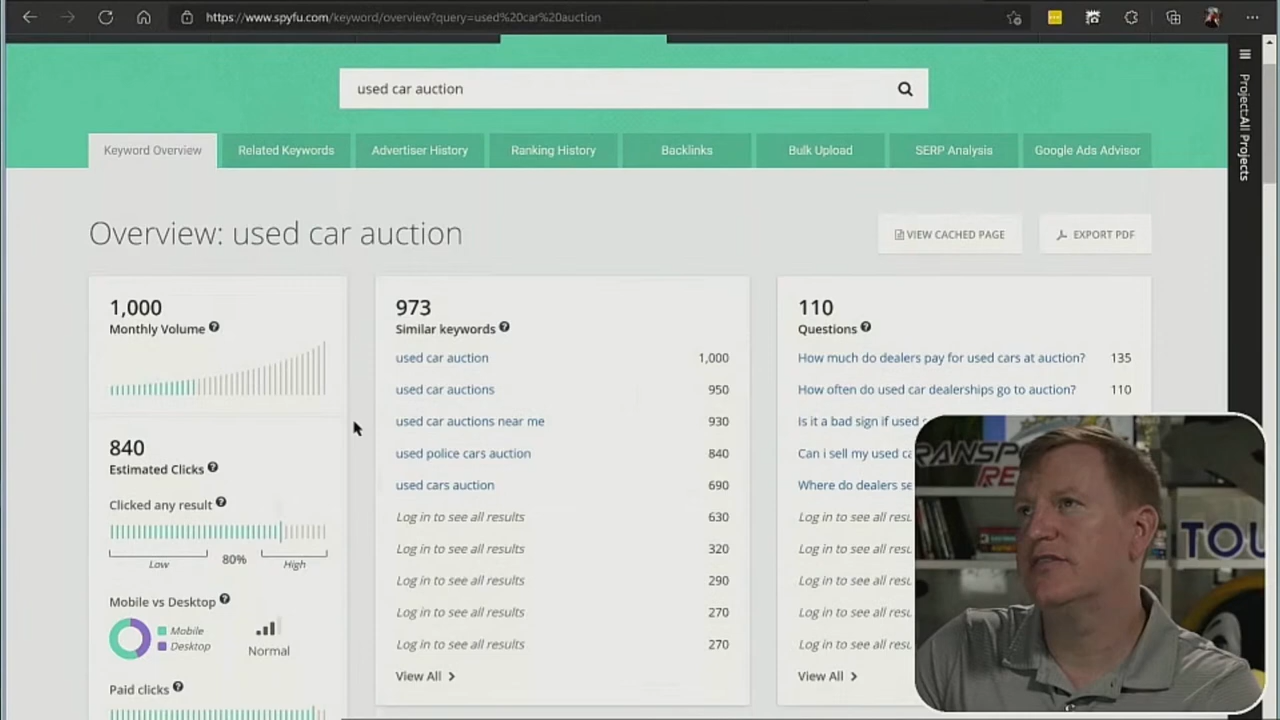 https://www.spyfu.com/keyword/overview?query=used%20car%20auction
used car auction
Keyword Overview
Related Keywords
Advertiser History
Ranking History
Backlinks
Bulk Upload
SERP Analysis
Google Ads Advisor
Project:All Projects
Overview: used car auction
VIEW CACHED PAGE
EXPORT PDF
1,000
Monthly Volume
840
Estimated Clicks
Clicked any result
Low
80%
High
Mobile vs Desktop
Mobile
Desktop
Normal
Paid clicks
973
Similar keywords
used car auction 1,000
used car auctions 950
used car auctions near me 930
used police cars auction 840
used cars auction 690
Log in to see all results 630
Log in to see all results 320
Log in to see all results 290
Log in to see all results 270
Log in to see all results 270
View All
110
Questions
How much do dealers pay for used cars at auction? 135
How often do used car dealerships go to auction? 110
Is it a bad sign if used
Can i sell my used ca
Where do dealers se
Log in to see all resu
Log in to see all resu
Log in to see all resu
Log in to see all resu
Log in to see all resu
View All
RANSPO
RE
TOU